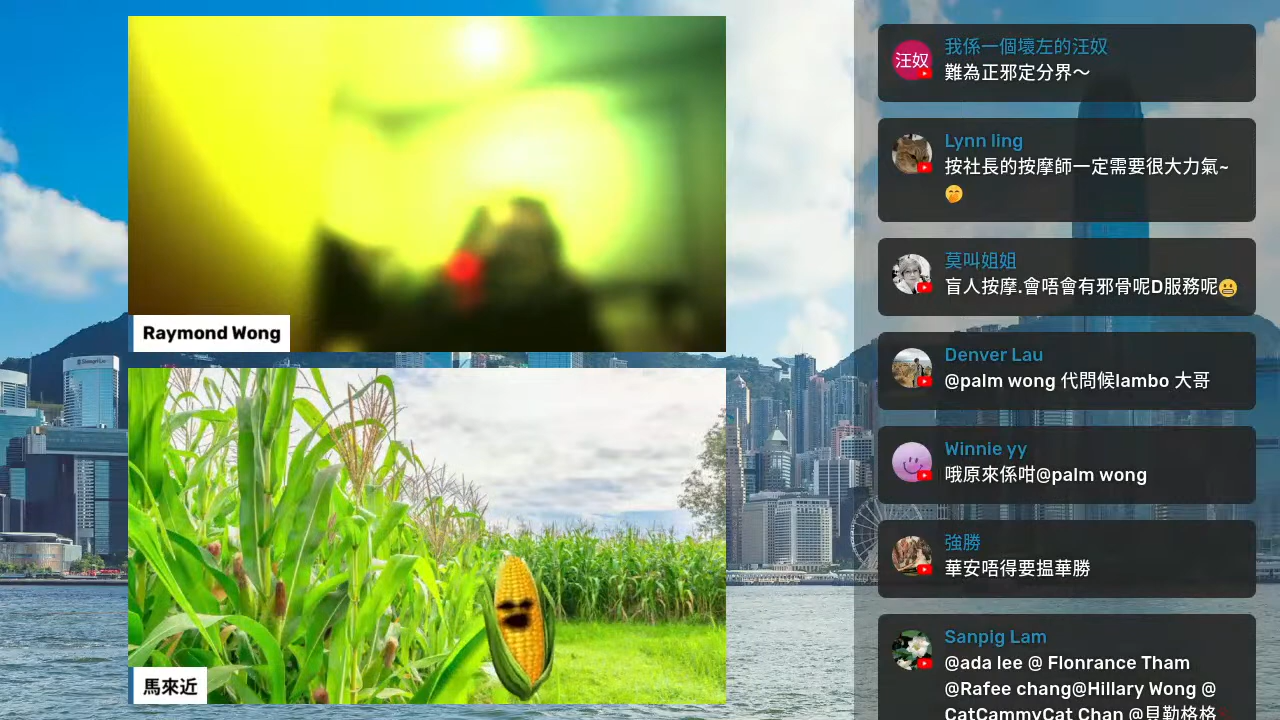 Raymond Wong
馬來近
汪奴
我係一個壞左的汪奴
難為正邪定分界～
Lynn ling
按社長的按摩師一定需要很大力氣~
🤭
莫叫姐姐
盲人按摩.會唔會有邪骨呢D服務呢😬
Denver Lau
@palm wong 代問候lambo 大哥
Winnie yy
哦原來係咁@palm wong
強勝
華安唔得要搵華勝
Sanpig Lam
@ada lee @ Flonrance Tham
@Rafee chang@Hillary Wong @
CatCammyCat Chan @貝勒格格